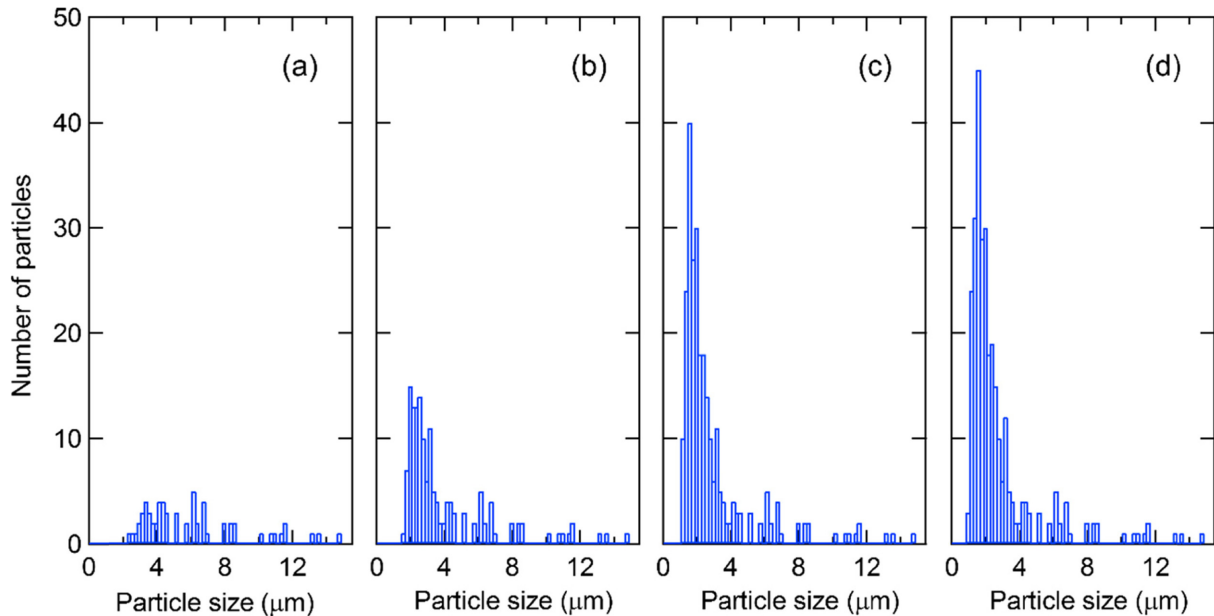 50
40
30
20
10
0
Number of particles
(a)
(b)
(c)
(d)
0 4 8 12
0 4 8 12
0 4 8 12
0 4 8 12
Particle size (μm)
Particle size (μm)
Particle size (μm)
Particle size (μm)